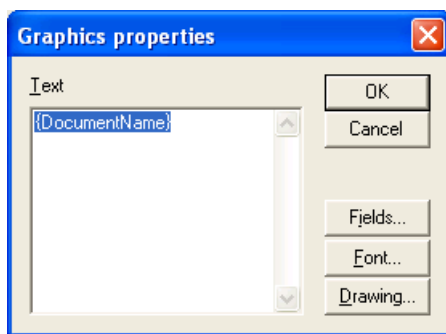 Graphics properties
Text
{DocumentName}
OK
Cancel
Fields...
Font...
Drawing...